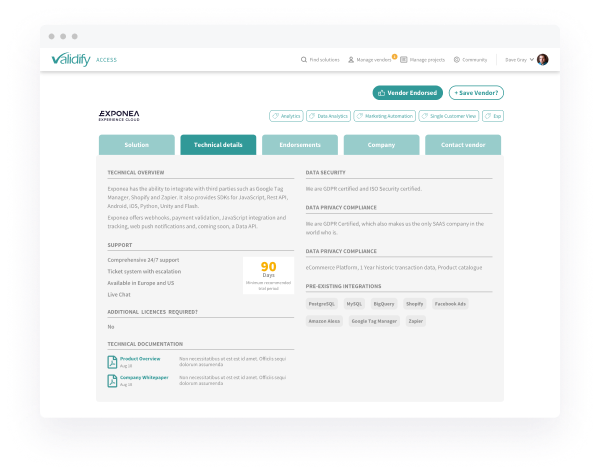 Validify ACCESS
Find solutions
Manage vendors
Manage projects
Community
Dave Gray
Vendor Endorsed
+ Save Vendor?
EXPONEA
EXPERIENCE CLOUD
Analytics
Data Analytics
Marketing Automation
Single Customer View
Exp
Solution
Technical details
Endorsements
Company
Contact vendor
TECHNICAL OVERVIEW
Exponea has the ability to integrate with third parties such as Google Tag
Manager, Shopify and Zapier. It also provides SDKs for JavaScript, Rest API,
Android, iOS, Python, Unity and Flash.
Exponea offers webhooks, payment validation, JavaScript integration and
tracking, web push notifications and, coming soon, a Data API.
SUPPORT
Comprehensive 24/7 support
Ticket system with escalation
Available in Europe and US
Live Chat
90
Days
Minimum recommended
trial period
ADDITIONAL LICENCES REQUIRED?
No
TECHNICAL DOCUMENTATION
Product Overview
Aug 18
Non necessitatibus et est est id amet. Officiis sequi
dolorum assumenda
Company Whitepaper
Aug 18
Non necessitatibus et est est id amet. Officiis sequi
dolorum assumenda
DATA SECURITY
We are GDPR certified and ISO Security certified.
DATA PRIVACY COMPLIANCE
We are GDPR Certified, which also makes us the only SAAS company in the
world who is.
DATA PRIVACY COMPLIANCE
eCommerce Platform, 1 Year historic transaction data, Product catalogue
PRE-EXISTING INTEGRATIONS
PostgreSQL
MySQL
BigQuery
Shopify
Facebook Ads
Amazon Alexa
Google Tag Manager
Zapier